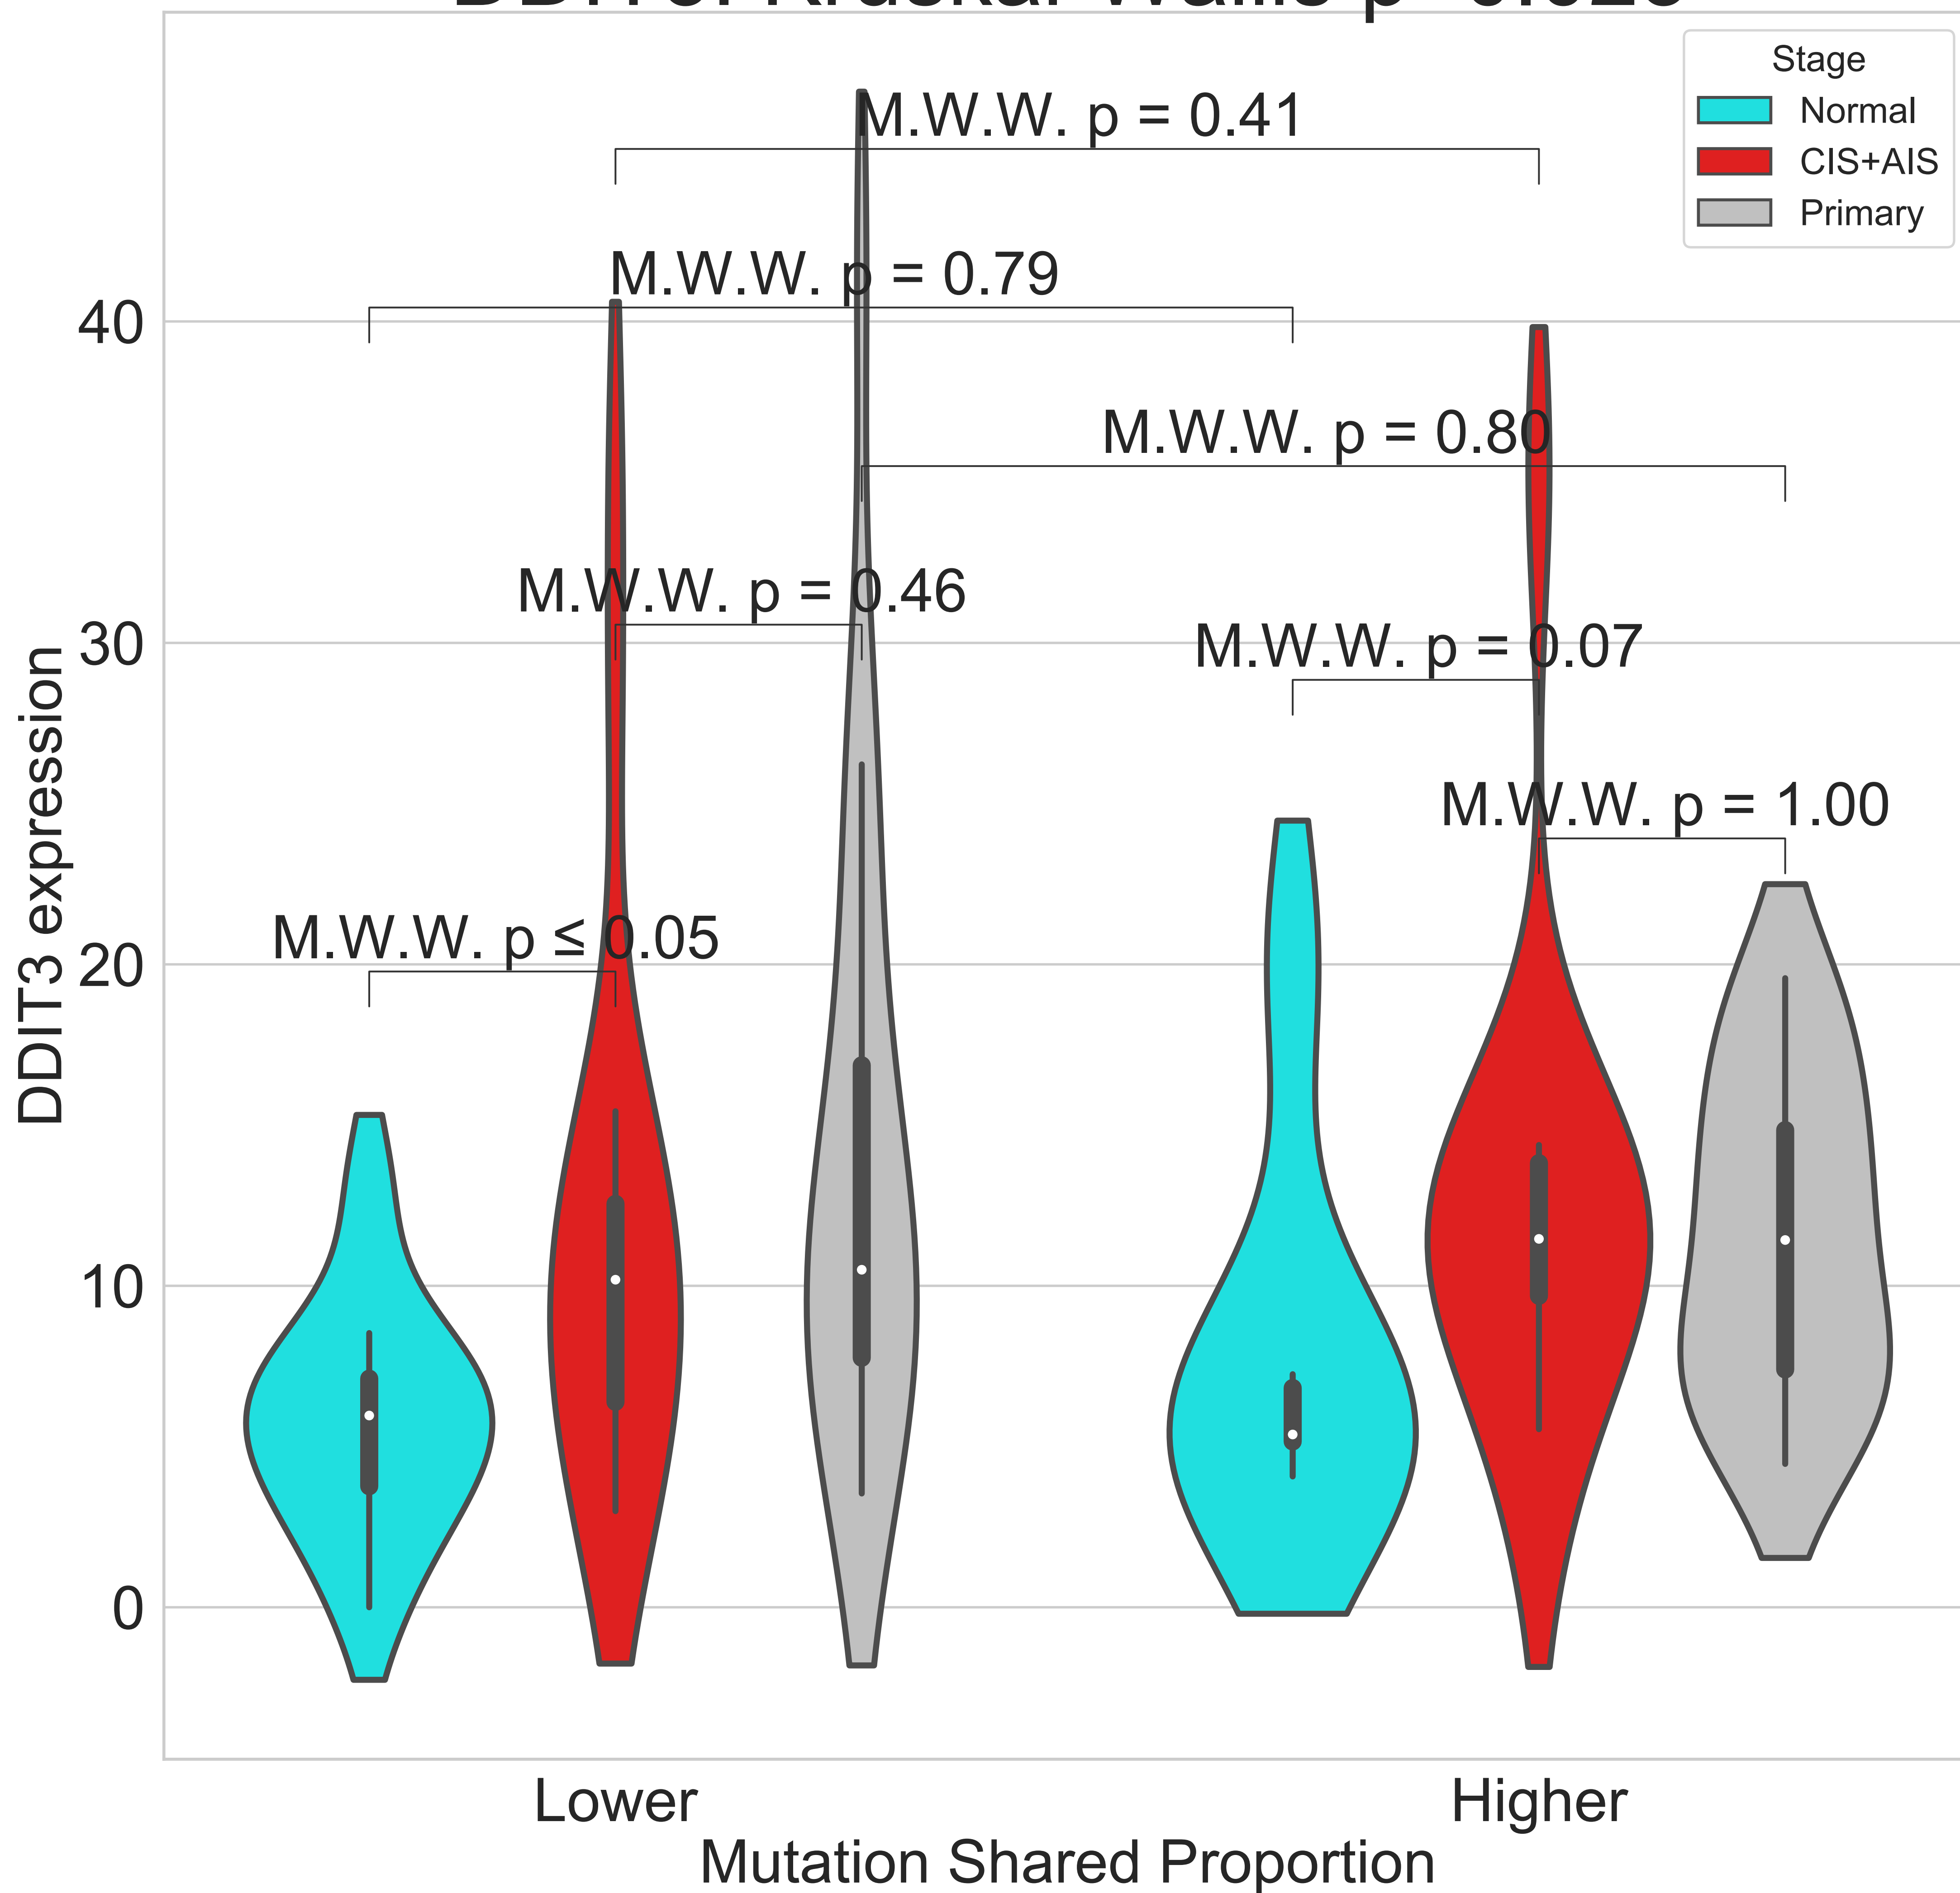 Stage
Normal
CIS+AIS
Primary
M.W.W. p = 0.41
M.W.W. p = 0.79
M.W.W. p = 0.80
M.W.W. p = 0.46
M.W.W. p = 0.07
M.W.W. p = 1.00
M.W.W. p ≤ 0.05
40
30
20
10
0
DDIT3 expression
Lower
Higher
Mutation Shared Proportion